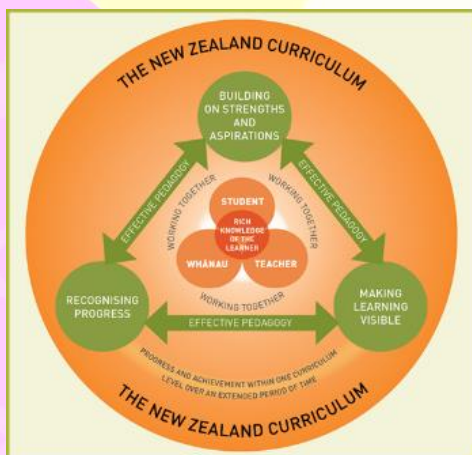 THE NEW ZEALAND CURRICULUM
BUILDING
ON STRENGTHS
AND
ASPIRATIONS
EFFECTIVE PEDAGOGY
EFFECTIVE PEDAGOGY
WORKING TOGETHER
WORKING TOGETHER
STUDENT
RICH
KNOWLEDGE
OF THE
LEARNER
WHĀNAU
TEACHER
WORKING TOGETHER
RECOGNISING
PROGRESS
MAKING
LEARNING
VISIBLE
EFFECTIVE PEDAGOGY
PROGRESS AND ACHIEVEMENT WITHIN ONE CURRICULUM
LEVEL OVER AN EXTENDED PERIOD OF TIME
THE NEW ZEALAND CURRICULUM